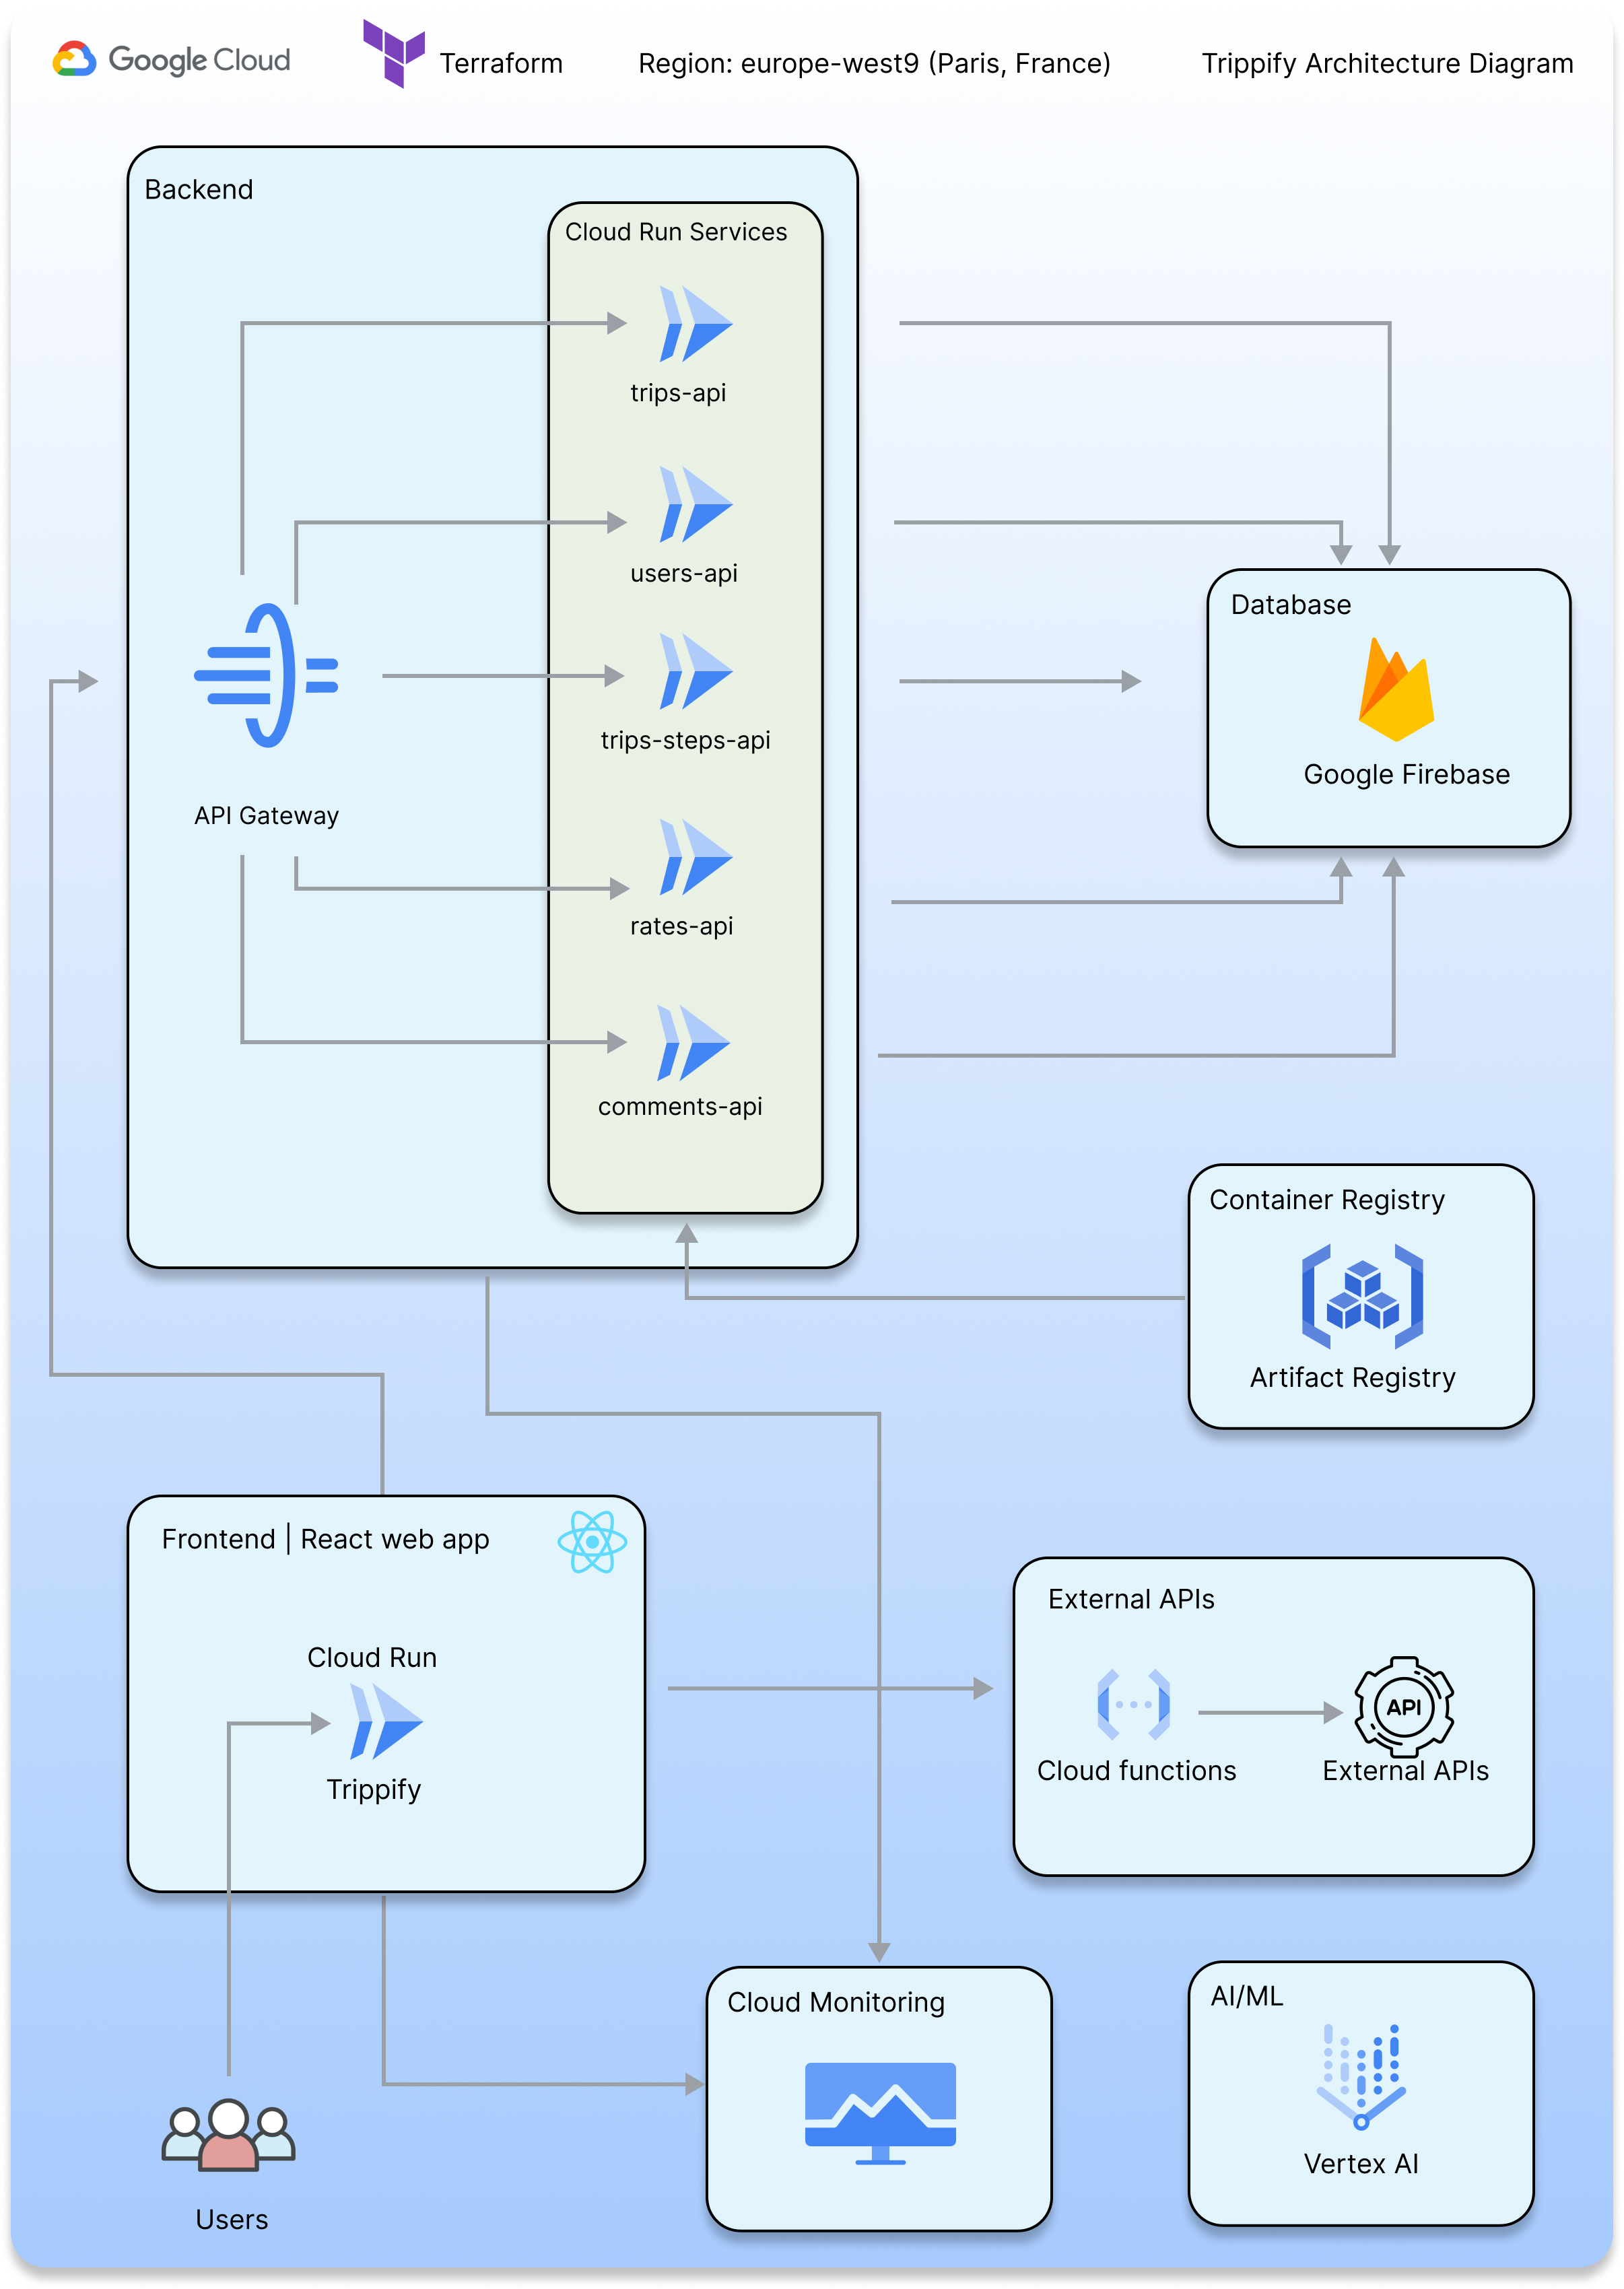 Google Cloud
Terraform
Region: europe-west9 (Paris, France)
Trippify Architecture Diagram
Backend
Cloud Run Services
trips-api
users-api
trips-steps-api
rates-api
comments-api
API Gateway
Database
Google Firebase
Container Registry
Artifact Registry
Frontend | React web app
Cloud Run
Trippify
External APIs
Cloud functions
API
External APIs
Cloud Monitoring
AI/ML
Vertex AI
Users